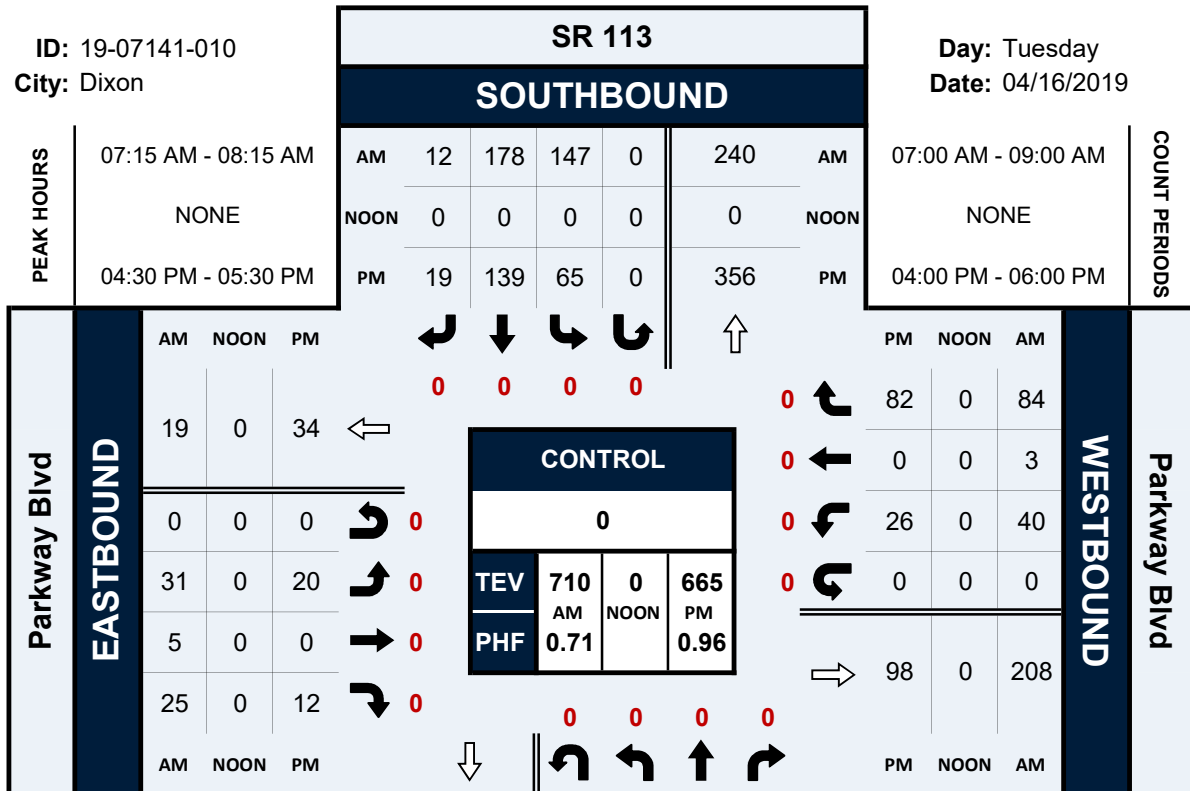 SR 113
ID: 19-07141-010
Day: Tuesday
City: Dixon
Date: 04/16/2019
SOUTHBOUND
PEAK HOURS
07:15 AM - 08:15 AM
AM 12 178 147 0 240 AM
07:00 AM - 09:00 AM
COUNT PERIODS
NONE
NOON 0 0 0 0 0 NOON
NONE
04:30 PM - 05:30 PM
PM 19 139 65 0 356 PM
04:00 PM - 06:00 PM
AM NOON PM
PM NOON AM
0 0 0 0
0 82 0 84
19 0 34
0 0 0 3
0 26 0 40
0 0 0 0
Parkway Blvd
EASTBOUND
0 0 0 0
31 0 20 0
5 0 0 0
25 0 12 0
CONTROL
0
TEV 710 0 665
AM NOON PM
PHF 0.71 0.96
WESTBOUND
Parkway Blvd
98 0 208
0 0 0 0
AM NOON PM
PM NOON AM